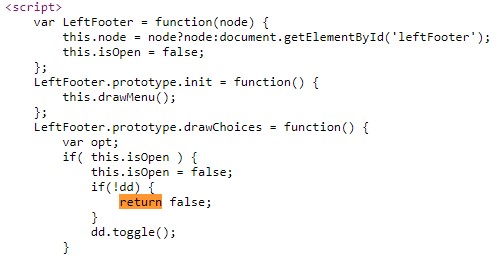 <script>
var LeftFooter = function(node) {
this.node = node?node:document.getElementById('leftFooter');
this.isOpen = false;
};
LeftFooter.prototype.init = function() {
this.drawMenu();
};
LeftFooter.prototype.drawChoices = function() {
var opt;
if( this.isOpen ) {
this.isOpen = false;
if(!dd) {
return false;
}
dd.toggle();
}